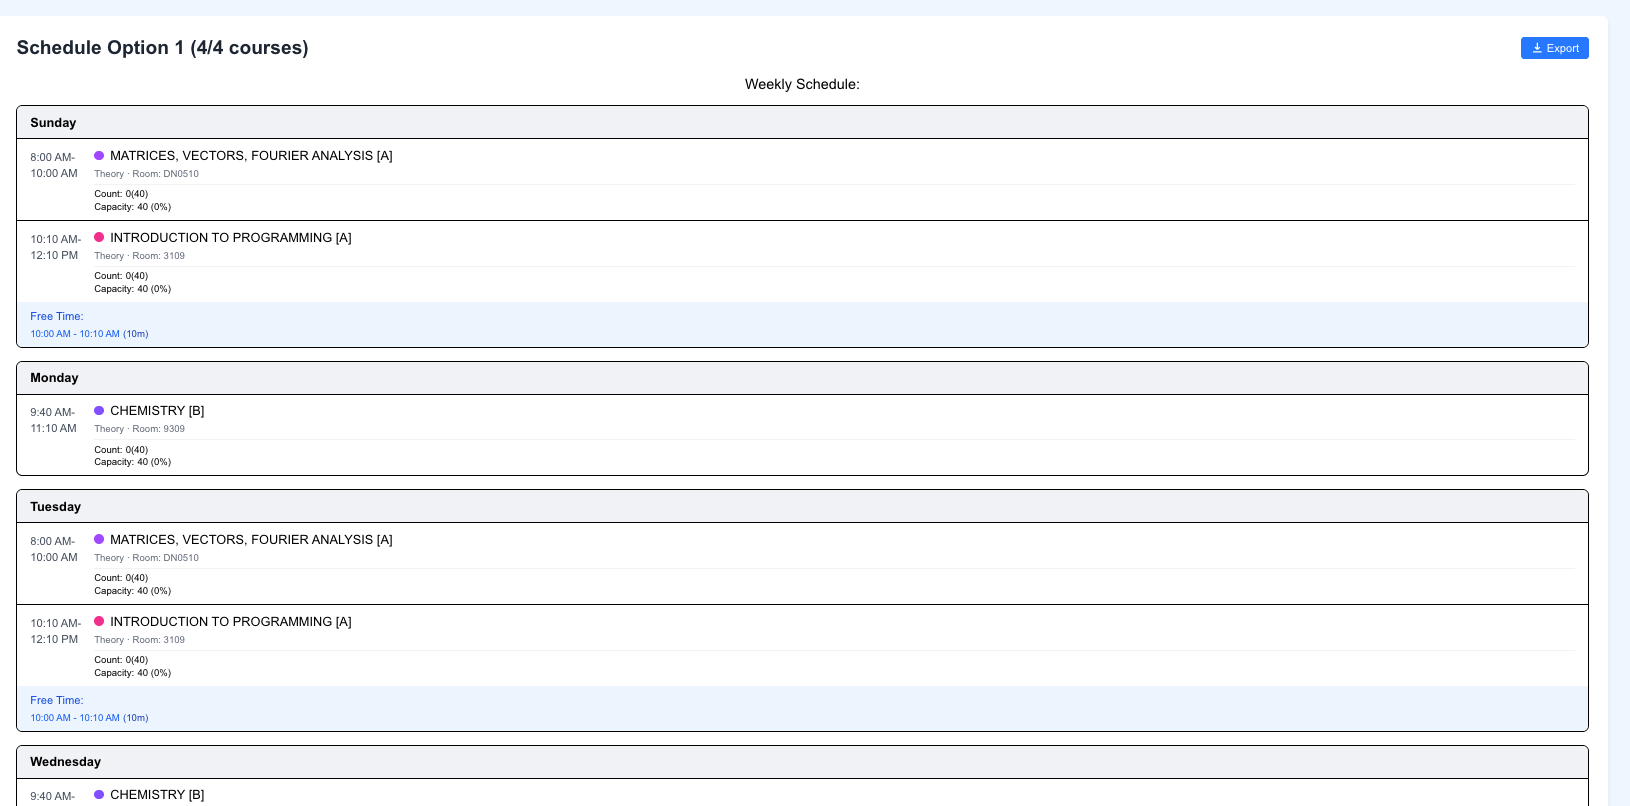 Schedule Option 1 (4/4 courses)
Export
Weekly Schedule:
Sunday
8:00 AM-
10:00 AM
MATRICES, VECTORS, FOURIER ANALYSIS [A]
Theory · Room: DN0510
Count: 0(40)
Capacity: 40 (0%)
10:10 AM-
12:10 PM
INTRODUCTION TO PROGRAMMING [A]
Theory · Room: 3109
Count: 0(40)
Capacity: 40 (0%)
Free Time:
10:00 AM - 10:10 AM (10m)
Monday
9:40 AM-
11:10 AM
CHEMISTRY [B]
Theory · Room: 9309
Count: 0(40)
Capacity: 40 (0%)
Tuesday
8:00 AM-
10:00 AM
MATRICES, VECTORS, FOURIER ANALYSIS [A]
Theory · Room: DN0510
Count: 0(40)
Capacity: 40 (0%)
10:10 AM-
12:10 PM
INTRODUCTION TO PROGRAMMING [A]
Theory · Room: 3109
Count: 0(40)
Capacity: 40 (0%)
Free Time:
10:00 AM - 10:10 AM (10m)
Wednesday
9:40 AM-
CHEMISTRY [B]